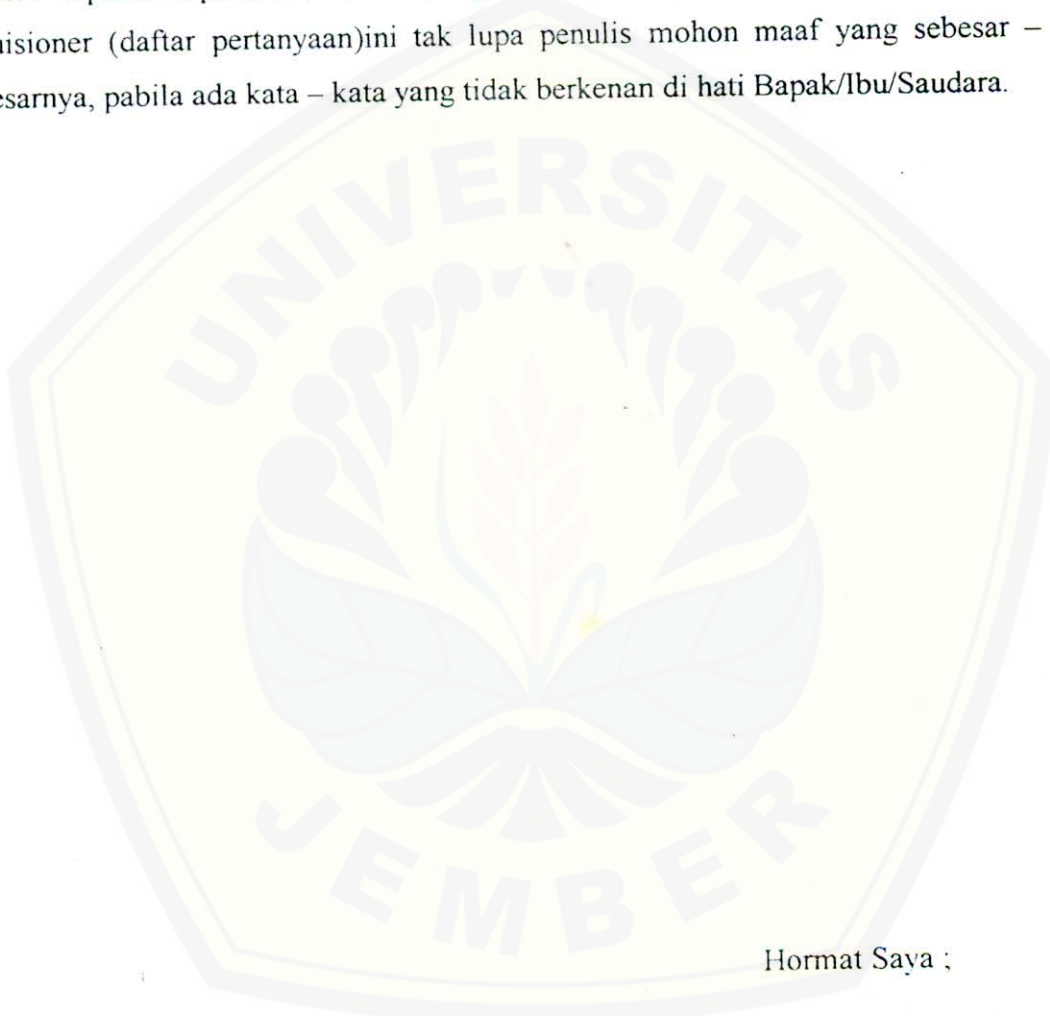 isioner (daftar pertanyaan)ini tak lupa penulis mohon maaf yang sebesar –
esarnya, pabila ada kata – kata yang tidak berkenan di hati Bapak/Ibu/Saudara.
UNIVERSITAS
JEMBER
Hormat Saya ;